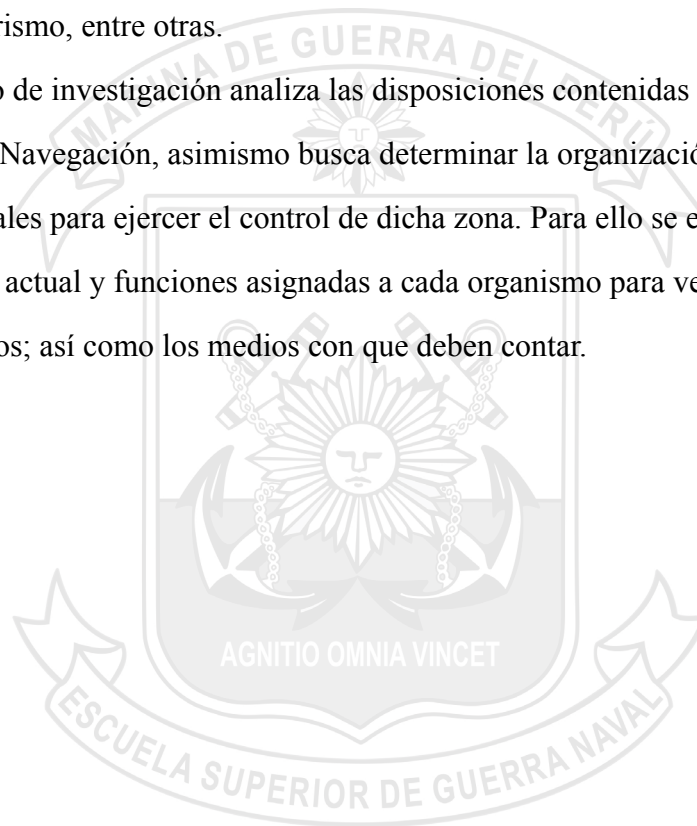 rismo, entre otras.
MARINA DE GUERRA DEL PERÚ
o de investigación analiza las disposiciones contenidas
Navegación, asimismo busca determinar la organizació
ales para ejercer el control de dicha zona. Para ello se e
actual y funciones asignadas a cada organismo para ve
os; así como los medios con que deben contar.
AGNITIO OMNIA VINCET
ESCUELA SUPERIOR DE GUERRA NAVAL